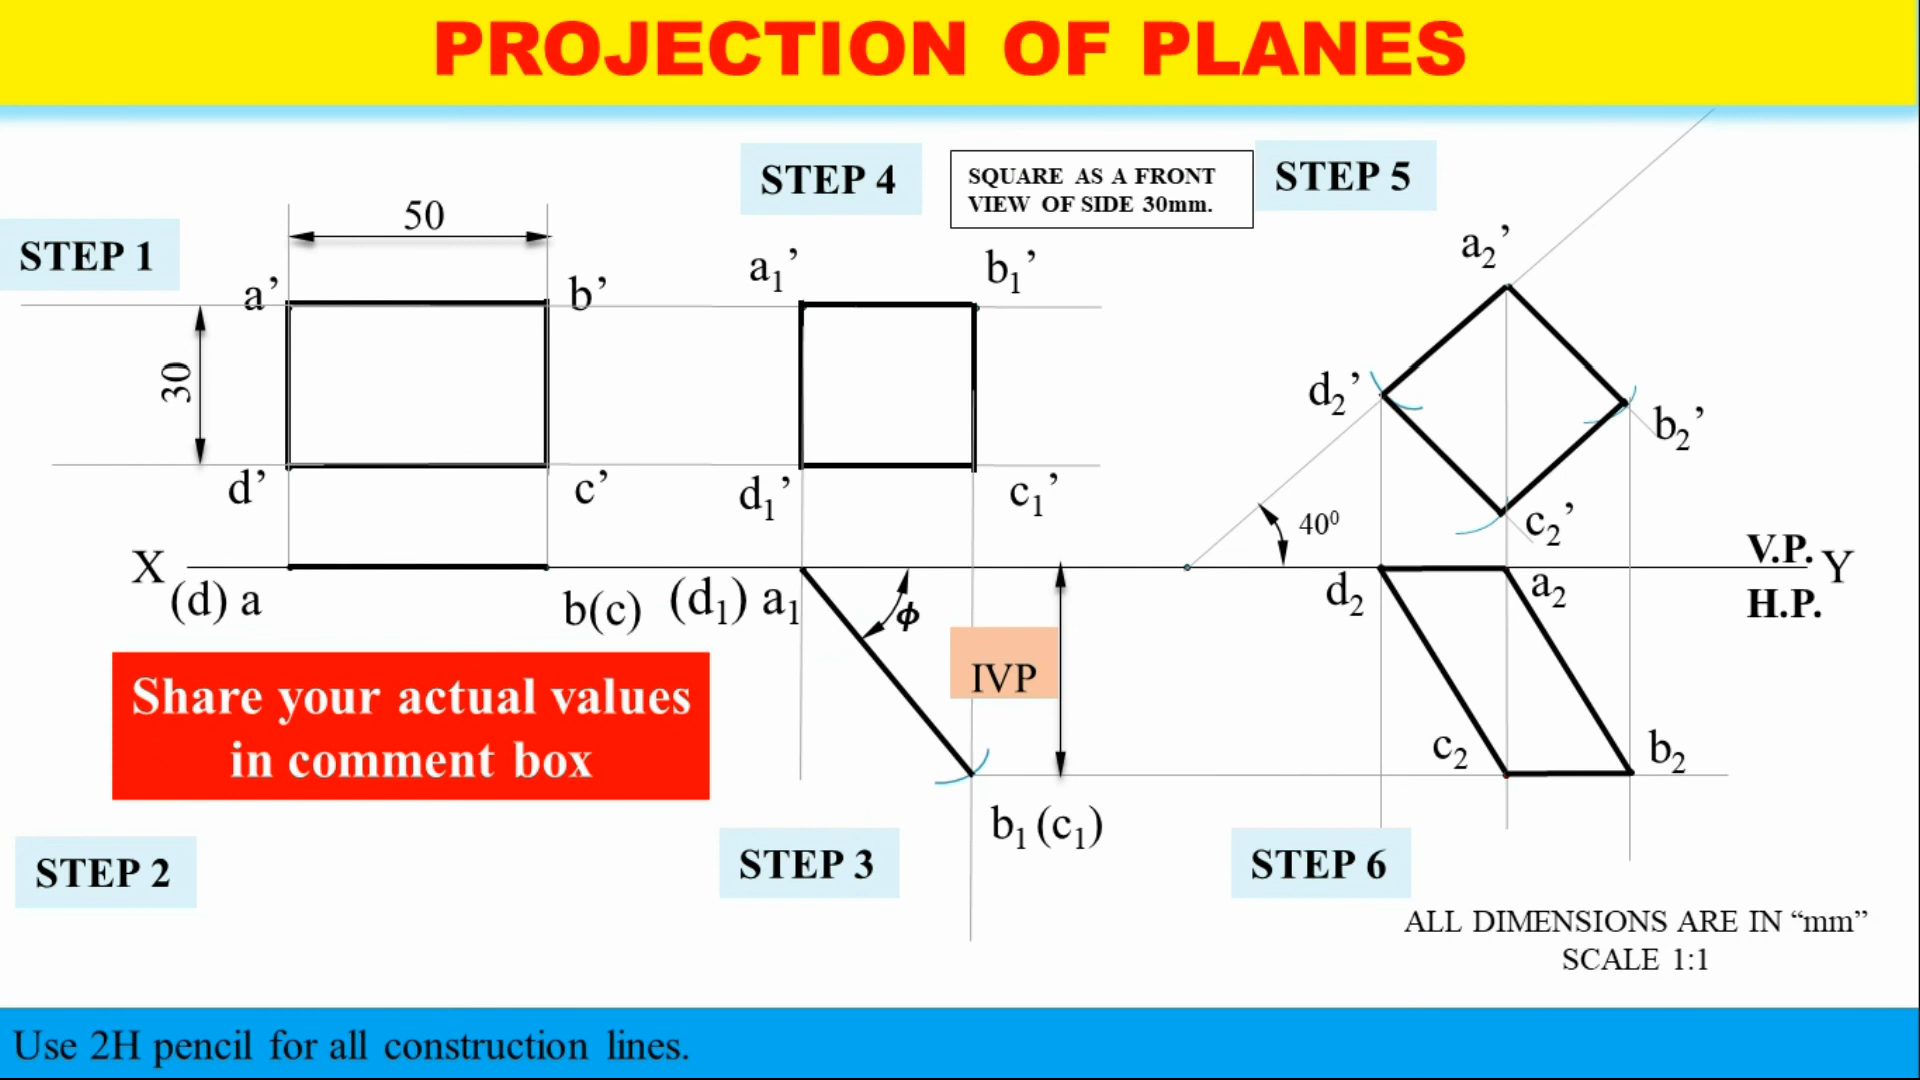 PROJECTION OF PLANES
STEP 4
SQUARE AS A FRONT
VIEW OF SIDE 30mm.
STEP 5
STEP 1
50
a’
b’
30
d’
c’
a₁’
b₁’
d₁’
c₁’
a₂’
d₂’
b₂’
c₂’
40⁰
X
(d) a
b(c)
(d₁) a₁
ϕ
IVP
d₂
a₂
V.P.
Y
H.P.
Share your actual values
in comment box
c₂
b₂
b₁ (c₁)
STEP 2
STEP 3
STEP 6
ALL DIMENSIONS ARE IN “mm”
SCALE 1:1
Use 2H pencil for all construction lines.